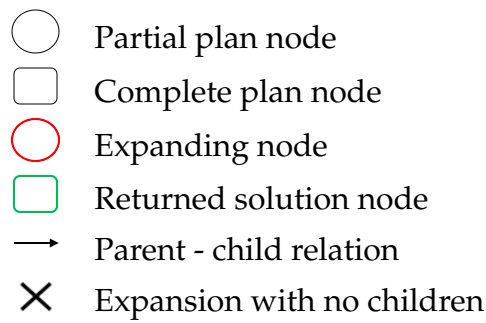 Partial plan node
Complete plan node
Expanding node
Returned solution node
Parent - child relation
Expansion with no children